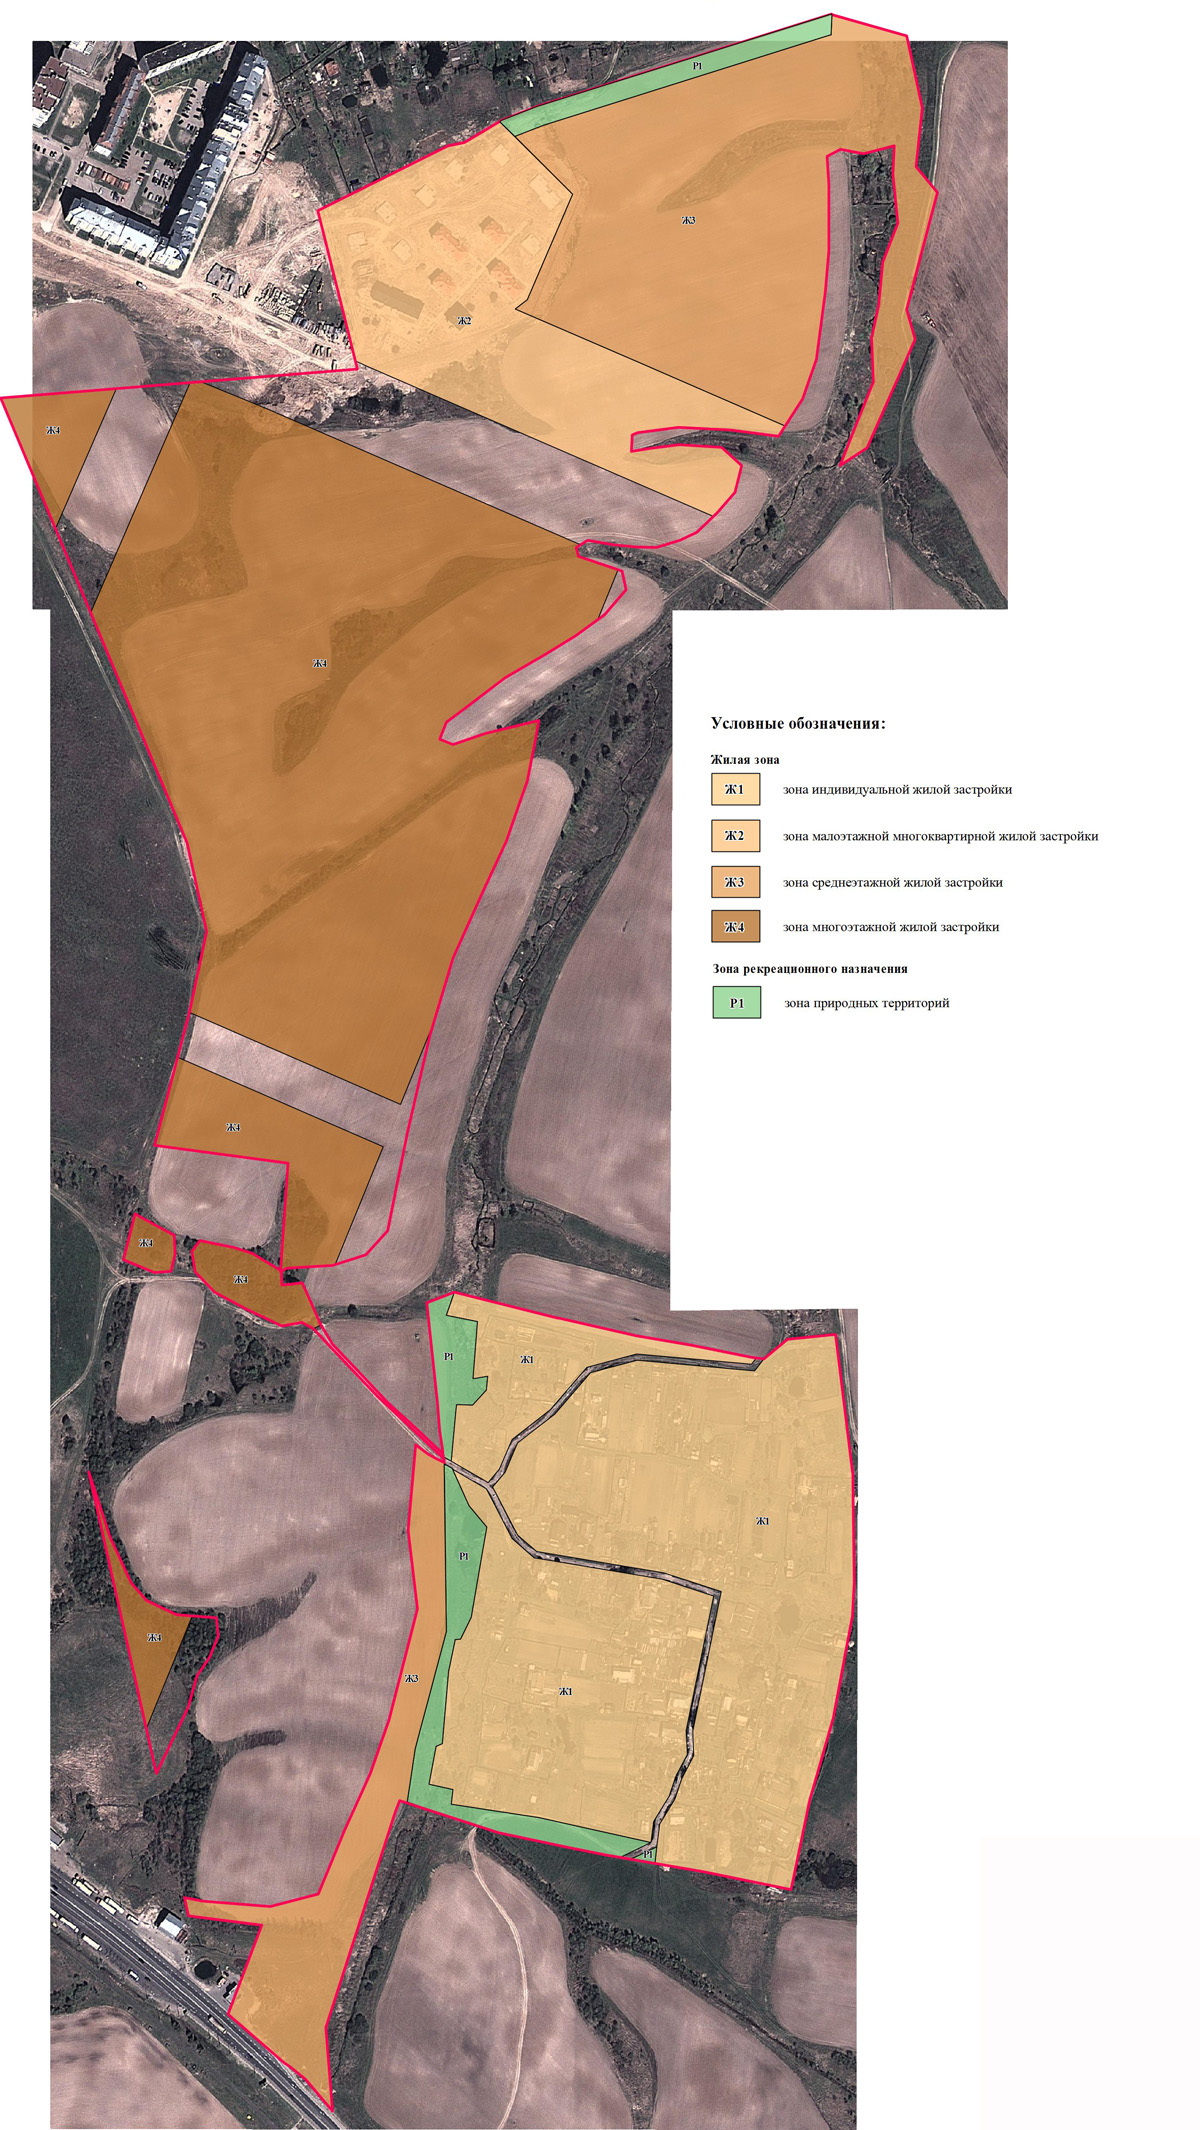 Р1
Ж3
Ж2
Ж4
Ж4
Условные обозначения:
Жилая зона
Ж1 зона индивидуальной жилой застройки
Ж2 зона малоэтажной многоквартирной жилой застройки
Ж3 зона среднеэтажной жилой застройки
Ж4 зона многоэтажной жилой застройки
Зона рекреационного назначения
Р1 зона природных территорий
Ж4
Ж4
Ж4
Р1
Ж1
Ж1
Р1
Ж4
Ж3
Ж1
Р1